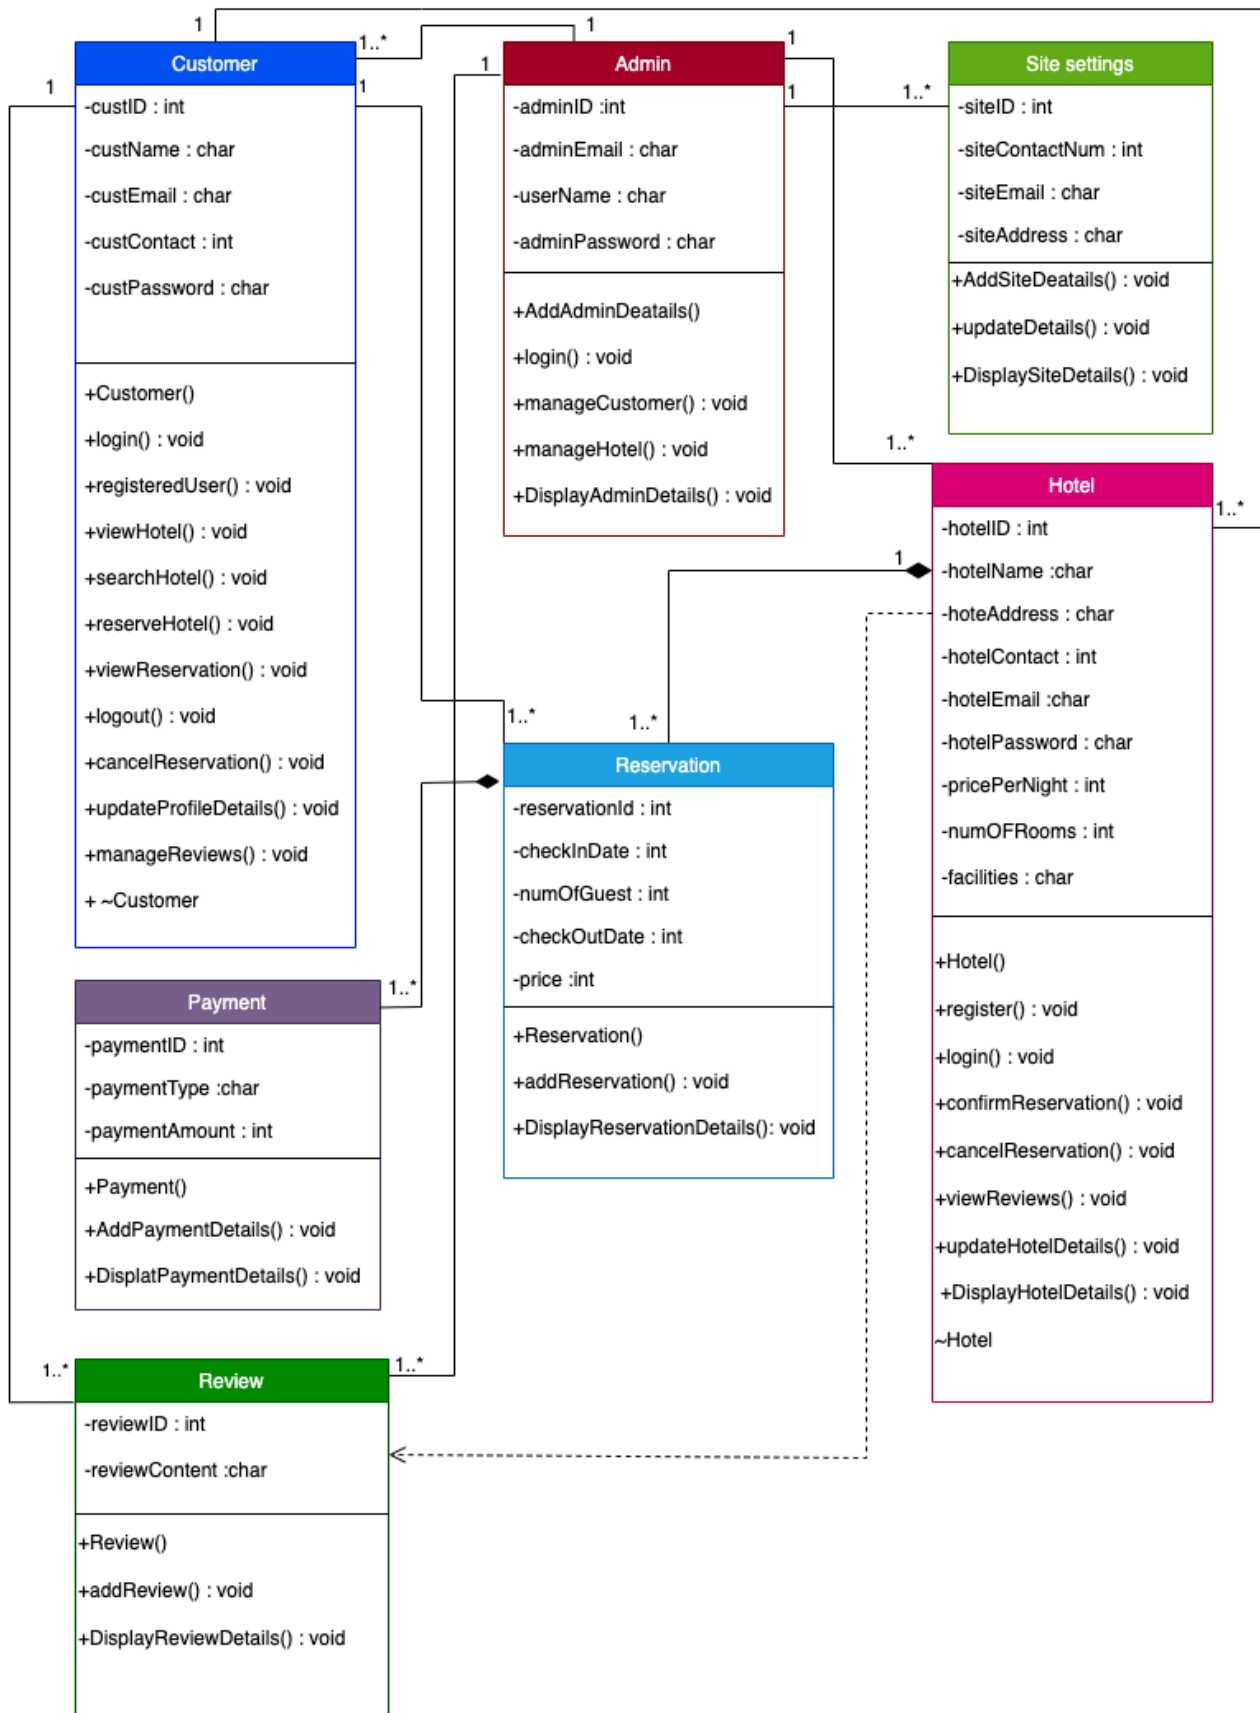 1
1..*
1
Customer
1
1
-custID : int
-custName : char
-custEmail : char
-custContact : int
-custPassword : char
+Customer()
+login() : void
+registeredUser() : void
+viewHotel() : void
+searchHotel() : void
+reserveHotel() : void
+viewReservation() : void
+logout() : void
+cancelReservation() : void
+updateProfileDetails() : void
+manageReviews() : void
+ ~Customer
1
1
1
Admin
-adminID :int
-adminEmail : char
-userName : char
-adminPassword : char
+AddAdminDeatails()
+login() : void
+manageCustomer() : void
+manageHotel() : void
+DisplayAdminDetails() : void
1..*
Site settings
-siteID : int
-siteContactNum : int
-siteEmail : char
-siteAddress : char
+AddSiteDeatails() : void
+updateDetails() : void
+DisplaySiteDetails() : void
1..*
Hotel
1..*
1
-hotelID : int
-hotelName :char
-hoteAddress : char
-hotelContact : int
-hotelEmail :char
-hotelPassword : char
-pricePerNight : int
-numOFRooms : int
-facilities : char
+Hotel()
+register() : void
+login() : void
+confirmReservation() : void
+cancelReservation() : void
+viewReviews() : void
+updateHotelDetails() : void
+DisplayHotelDetails() : void
~Hotel
1..*
1..*
Reservation
-reservationId : int
-checkInDate : int
-numOfGuest : int
-checkOutDate : int
-price :int
+Reservation()
+addReservation() : void
+DisplayReservationDetails(): void
1..*
Payment
-paymentID : int
-paymentType :char
-paymentAmount : int
+Payment()
+AddPaymentDetails() : void
+DisplatPaymentDetails() : void
1..*
1..*
Review
-reviewID : int
-reviewContent :char
+Review()
+addReview() : void
+DisplayReviewDetails() : void